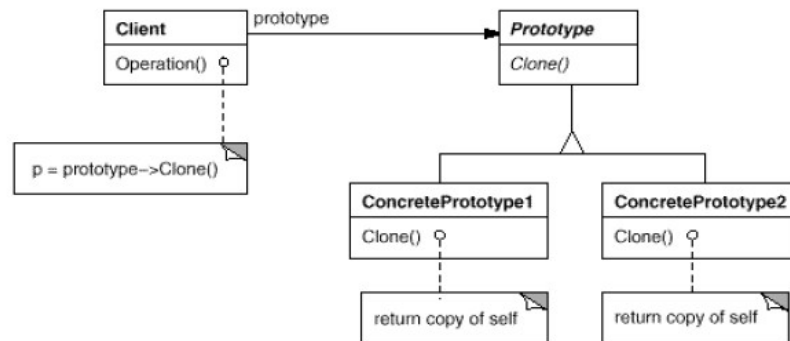 Client
Operation()
prototype
Prototype
Clone()
p = prototype->Clone()
ConcretePrototype1
Clone()
ConcretePrototype2
Clone()
return copy of self
return copy of self